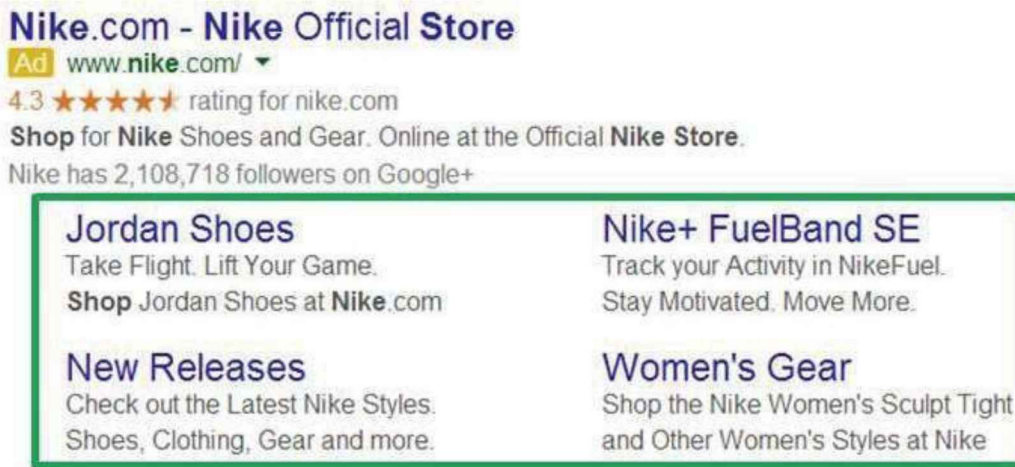 Nike.com - Nike Official Store
Ad www.nike.com/
4.3 ★★★★★ rating for nike.com
Shop for Nike Shoes and Gear. Online at the Official Nike Store.
Nike has 2,108,718 followers on Google+
Jordan Shoes
Take Flight. Lift Your Game.
Shop Jordan Shoes at Nike.com
Nike+ FuelBand SE
Track your Activity in NikeFuel.
Stay Motivated. Move More.
New Releases
Check out the Latest Nike Styles.
Shoes, Clothing, Gear and more.
Women's Gear
Shop the Nike Women's Sculpt Tight
and Other Women's Styles at Nike